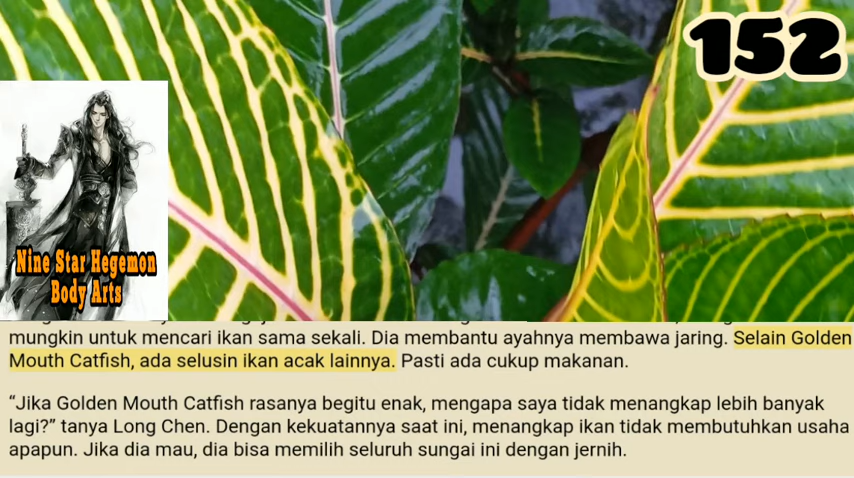 152
Nine Star Hegemon
Body Arts
mungkin untuk mencari ikan sama sekali. Dia membantu ayahnya membawa jaring. Selain Golden
Mouth Catfish, ada selusin ikan acak lainnya. Pasti ada cukup makanan.
“Jika Golden Mouth Catfish rasanya begitu enak, mengapa saya tidak menangkap lebih banyak
lagi?” tanya Long Chen. Dengan kekuatannya saat ini, menangkap ikan tidak membutuhkan usaha
apapun. Jika dia mau, dia bisa memilih seluruh sungai ini dengan jernih.